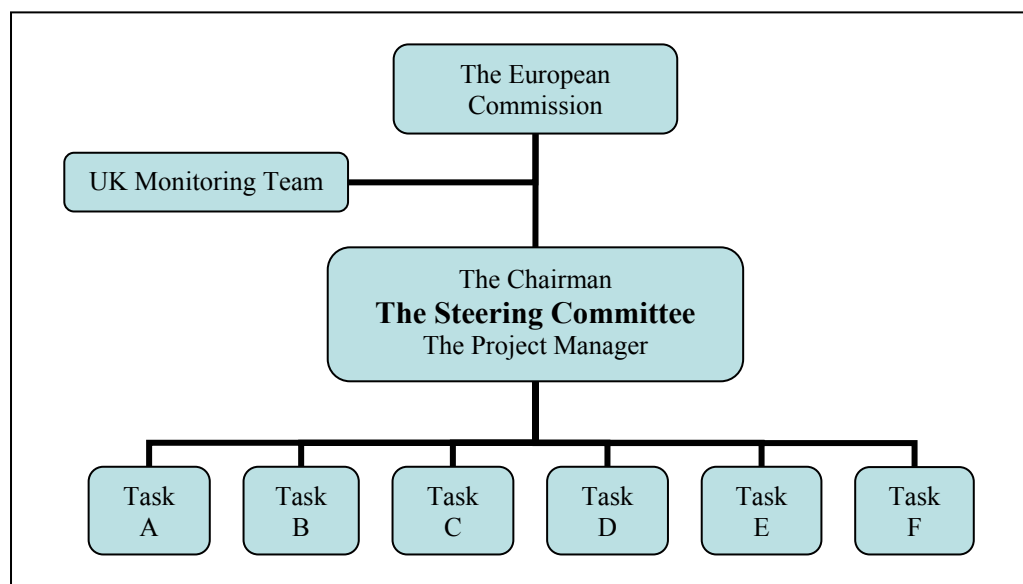 The European
Commission
UK Monitoring Team
The Chairman
The Steering Committee
The Project Manager
Task
A
Task
B
Task
C
Task
D
Task
E
Task
F